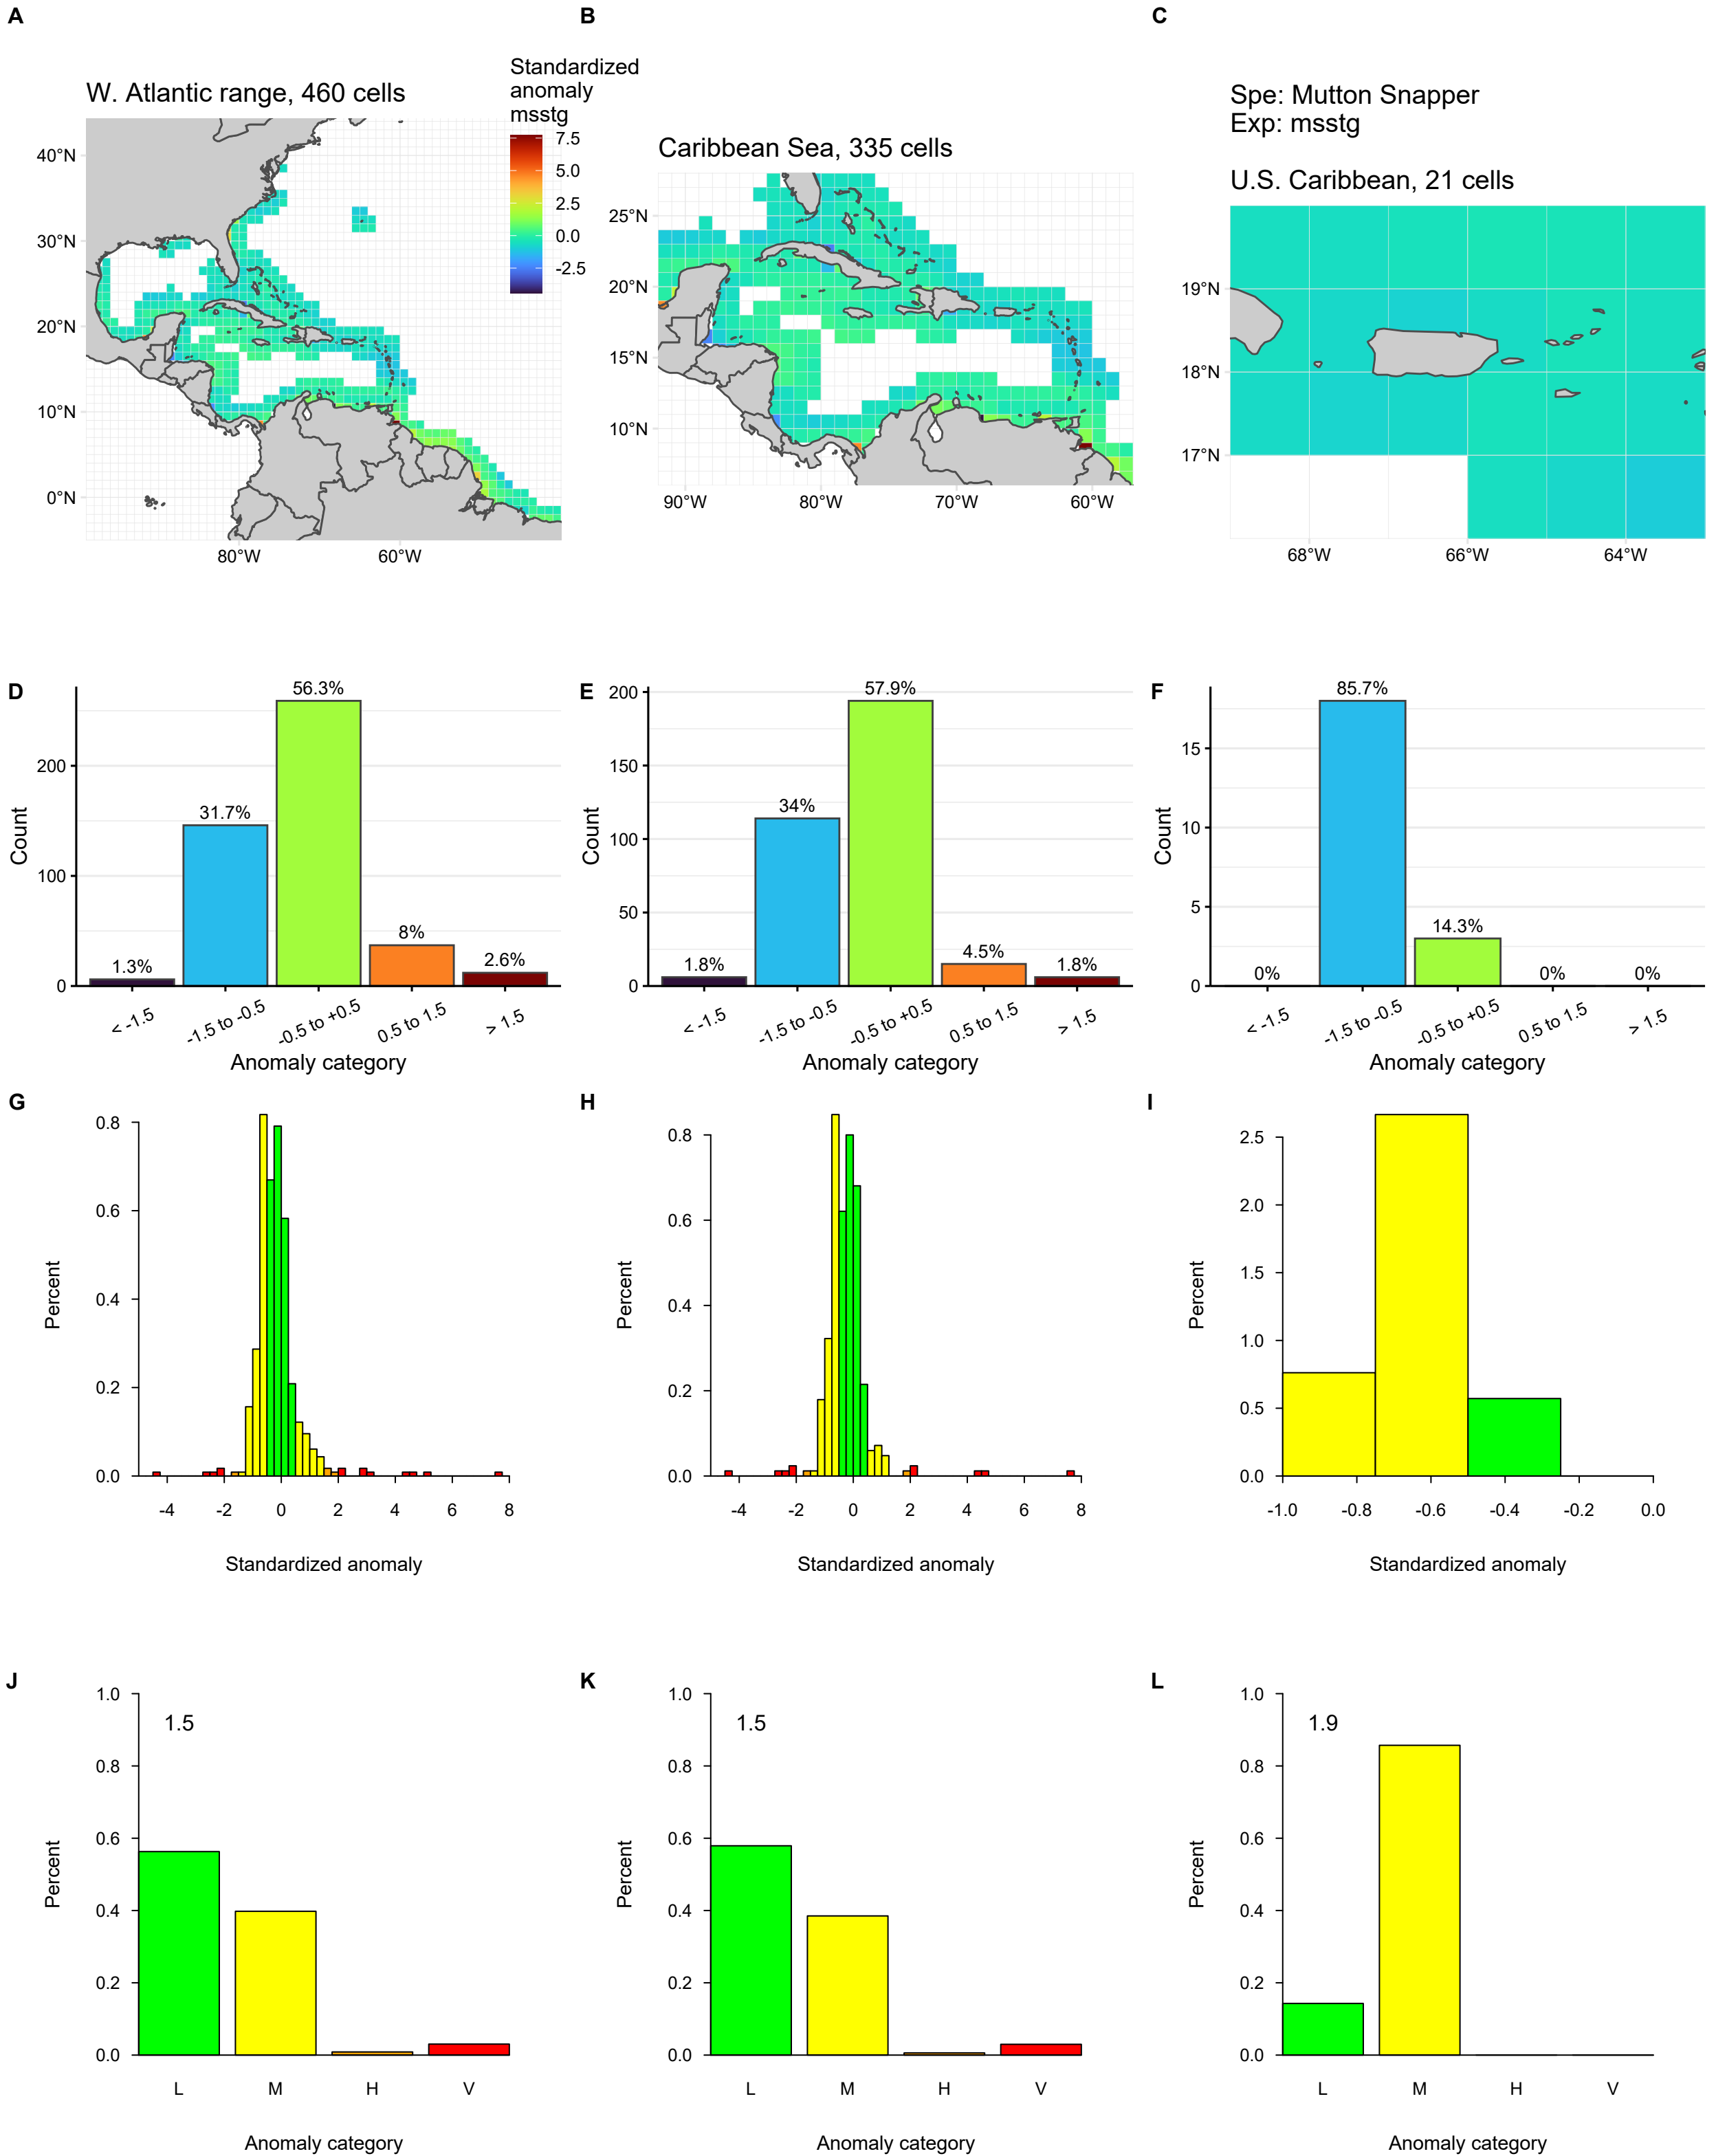 A
B
C
W. Atlantic range, 460 cells
Standardized
anomaly
msstg
7.5
5.0
2.5
0.0
-2.5
40°N
30°N
20°N
10°N
0°N
80°W
60°W
Caribbean Sea, 335 cells
25°N
20°N
15°N
10°N
90°W
80°W
70°W
60°W
Spe: Mutton Snapper
Exp: msstg
U.S. Caribbean, 21 cells
19°N
18°N
17°N
68°W
66°W
64°W
D
Count
200
100
0
1.3%
31.7%
56.3%
8%
2.6%
< -1.5
-1.5 to -0.5
-0.5 to +0.5
0.5 to 1.5
> 1.5
Anomaly category
E
Count
200
150
100
50
0
1.8%
34%
57.9%
4.5%
1.8%
< -1.5
-1.5 to -0.5
-0.5 to +0.5
0.5 to 1.5
> 1.5
Anomaly category
F
Count
15
10
5
0
0%
85.7%
14.3%
0%
0%
< -1.5
-1.5 to -0.5
-0.5 to +0.5
0.5 to 1.5
> 1.5
Anomaly category
G
Percent
0.8
0.6
0.4
0.2
0.0
-4 -2 0 2 4 6 8
Standardized anomaly
H
Percent
0.8
0.6
0.4
0.2
0.0
-4 -2 0 2 4 6 8
Standardized anomaly
I
Percent
2.5
2.0
1.5
1.0
0.5
0.0
-1.0 -0.8 -0.6 -0.4 -0.2 0.0
Standardized anomaly
J
Percent
1.0
0.8
0.6
0.4
0.2
0.0
1.5
L M H V
Anomaly category
K
Percent
1.0
0.8
0.6
0.4
0.2
0.0
1.5
L M H V
Anomaly category
L
Percent
1.0
0.8
0.6
0.4
0.2
0.0
1.9
L M H V
Anomaly category